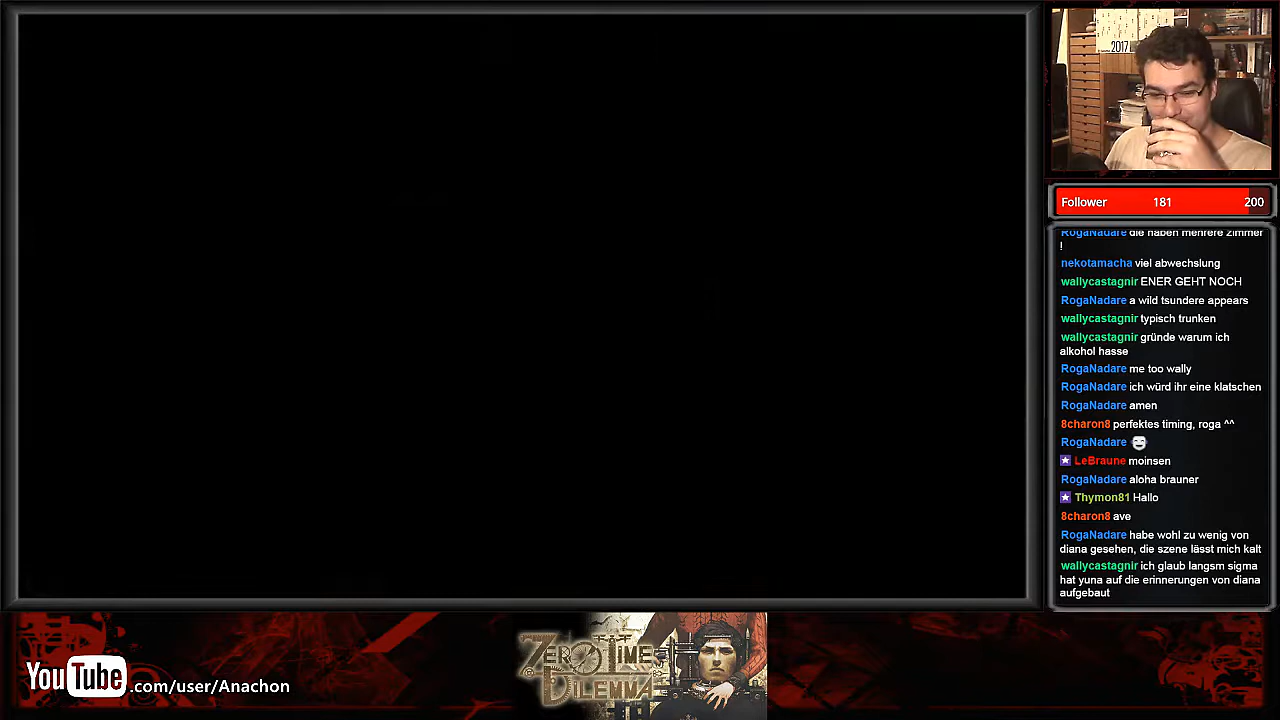 2017
Follower 181 200
RogaNadare die haben mehrere zimmer
!
nekotamacha viel abwechslung
wallycastagnir ENER GEHT NOCH
RogaNadare a wild tsundere appears
wallycastagnir typisch trunken
wallycastagnir gründe warum ich
alkohol hasse
RogaNadare me too wally
RogaNadare ich würd ihr eine klatschen
RogaNadare amen
8charon8 perfektes timing, roga ^^
RogaNadare
LeBraune moinsen
RogaNadare aloha brauner
Thymon81 Hallo
8charon8 ave
RogaNadare habe wohl zu wenig von
diana gesehen, die szene lässt mich kalt
wallycastagnir ich glaub langsm sigma
hat yuna auf die erinnerungen von diana
aufgebaut
ZERO TIME
DILEMMA
YouTube.com/user/Anachon